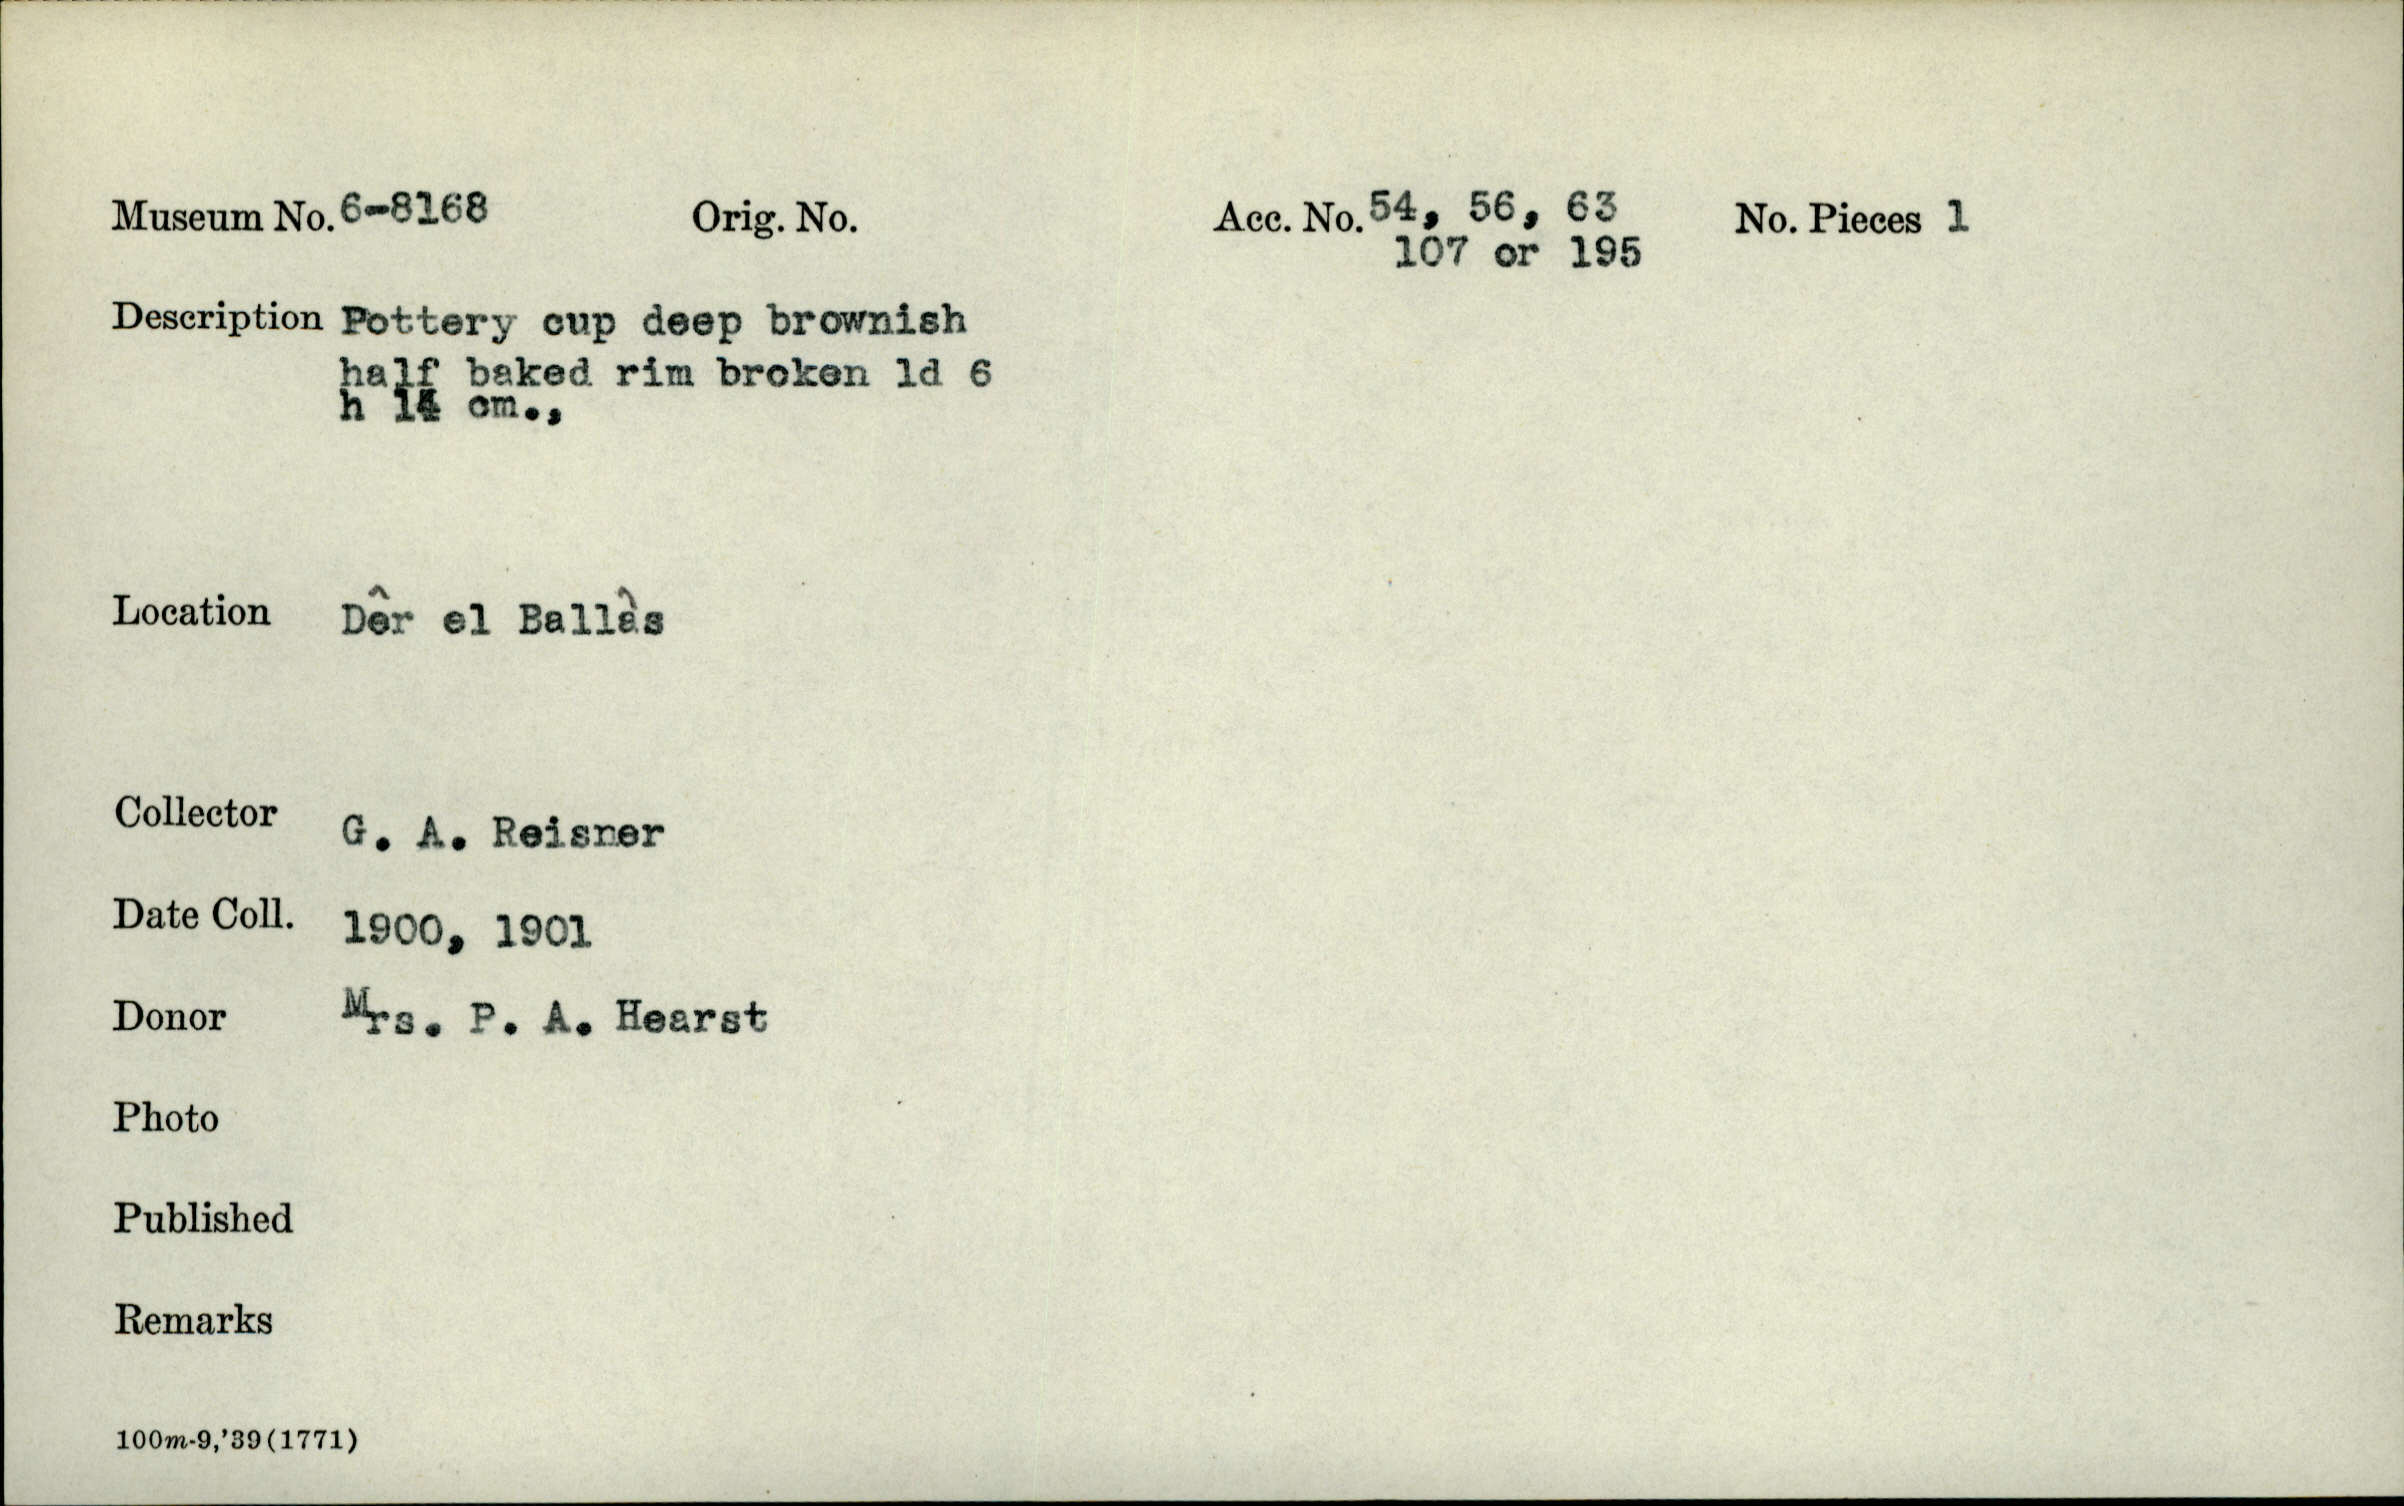 Museum No. 6-8168 Orig. No. Acc. No. 54, 56, 63 No. Pieces 1
107 or 195
Description Pottery cup deep brownish
half baked rim broken ld 6
h 14 cm.,
Location Dêr el Ballâs
Collector G. A. Reisner
Date Coll. 1900, 1901
Donor Mrs. P. A. Hearst
Photo
Published
Remarks
100m-9,'39(1771)